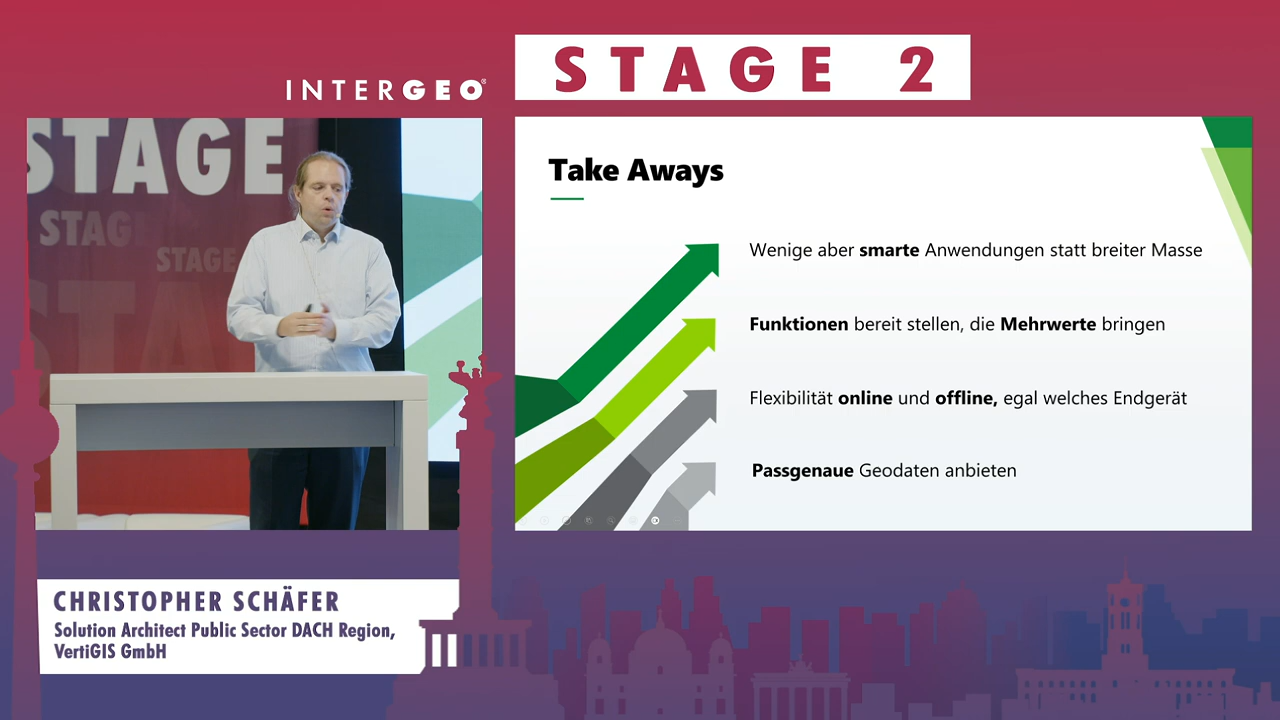 STAGE 2
INTERGEO®
STAGE
STAGE
STAGE
STA
Take Aways
Wenige aber smarte Anwendungen statt breiter Masse
Funktionen bereit stellen, die Mehrwerte bringen
Flexibilität online und offline, egal welches Endgerät
Passgenaue Geodaten anbieten
CHRISTOPHER SCHÄFER
Solution Architect Public Sector DACH Region,
VertiGIS GmbH